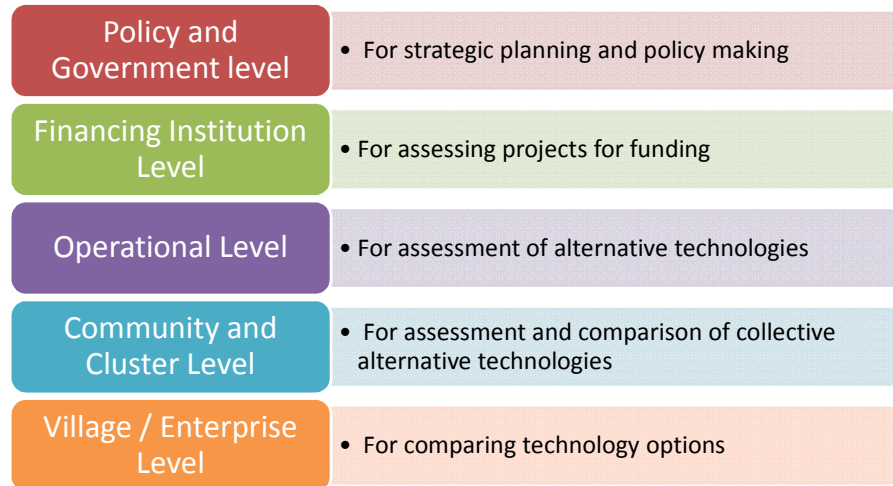 Policy and
Government level
• For strategic planning and policy making
Financing Institution
Level
• For assessing projects for funding
Operational Level
• For assessment of alternative technologies
Community and
Cluster Level
• For assessment and comparison of collective
alternative technologies
Village / Enterprise
Level
• For comparing technology options